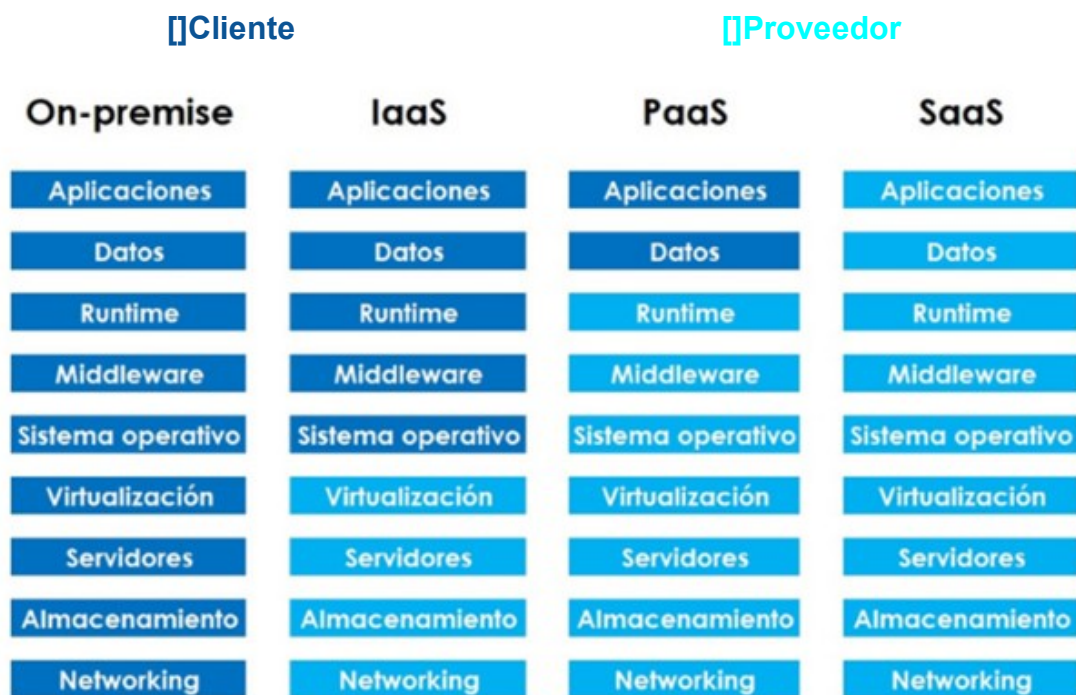 []Cliente []Proveedor
On-premise IaaS PaaS SaaS
Aplicaciones Aplicaciones Aplicaciones Aplicaciones
Datos Datos Datos Datos
Runtime Runtime Runtime Runtime
Middleware Middleware Middleware Middleware
Sistema operativo Sistema operativo Sistema operativo Sistema operativo
Virtualización Virtualización Virtualización Virtualización
Servidores Servidores Servidores Servidores
Almacenamiento Almacenamiento Almacenamiento Almacenamiento
Networking Networking Networking Networking